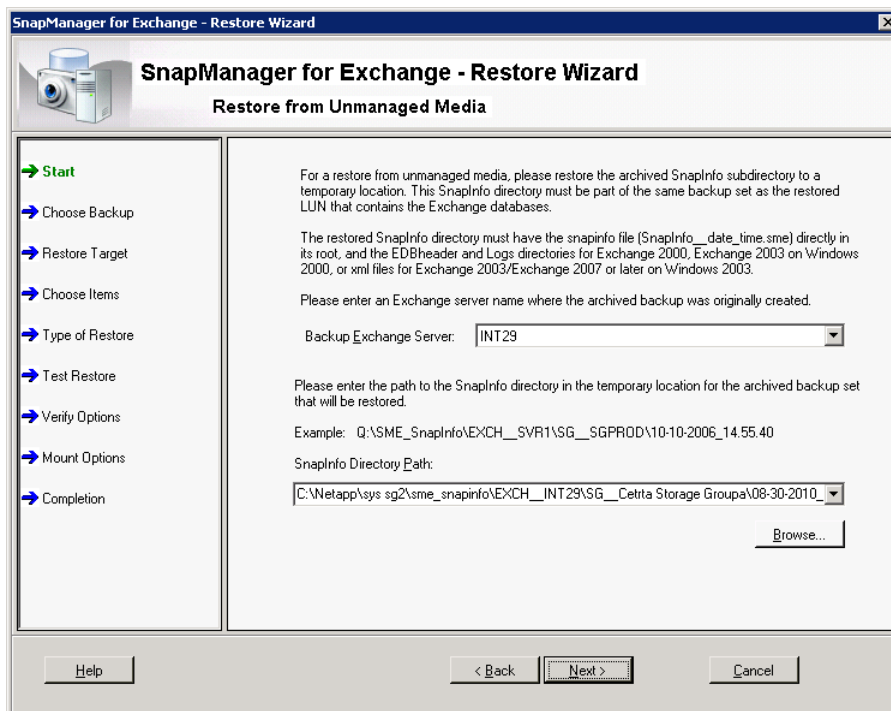 SnapManager for Exchange - Restore Wizard
SnapManager for Exchange - Restore Wizard
Restore from Unmanaged Media
Start
Choose Backup
Restore Target
Choose Items
Type of Restore
Test Restore
Verify Options
Mount Options
Completion
For a restore from unmanaged media, please restore the archived SnapInfo subdirectory to a
temporary location. This SnapInfo directory must be part of the same backup set as the restored
LUN that contains the Exchange databases.
The restored SnapInfo directory must have the snapinfo file (SnapInfo__date_time.sme) directly in
its root, and the EDBheader and Logs directories for Exchange 2000, Exchange 2003 on Windows
2000, or xml files for Exchange 2003/Exchange 2007 or later on Windows 2003.
Please enter an Exchange server name where the archived backup was originally created.
Backup Exchange Server: INT29
Please enter the path to the SnapInfo directory in the temporary location for the archived backup set
that will be restored.
Example: Q:\SME_SnapInfo\EXCH__SVR1\SG__SGPROD\10-10-2006_14.55.40
SnapInfo Directory Path:
C:\Netapp\sys sg2\sme_snapinfo\EXCH__INT29\SG__Cetrta Storage Groupa\08-30-2010_
Browse...
Help
< Back
Next >
Cancel